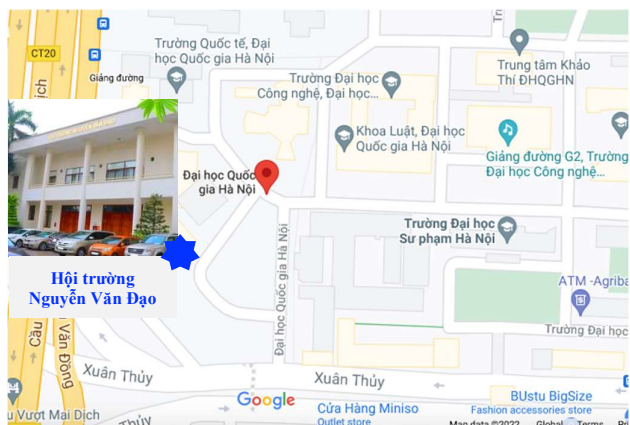 CT20
Dịch
Giảng đường
Trường Quốc tế, Đại
học Quốc gia Hà Nội
Trường Đại học
Công nghệ, Đại học...
Trung tâm Khảo
Thí ĐHQGHN
Khoa Luật, Đại học
Quốc gia Hà Nội
Giảng đường G2, Trường
Đại học Công nghệ...
Đại học Quốc
gia Hà Nội
Trường Đại học
Sư phạm Hà Nội
Hội trường
Nguyễn Văn Đạo
Đại học Quốc gia Hà Nội
ATM -Agriba
Trường Đại học
Cầu
Văn Đồng
Xuân Thủy
Xuân Thủy
Google
BUstu BigSize
Fashion accessories store
u Vượt Mai Dịch
Thủy
Cửa Hàng Miniso
Outlet store
Map data ©2022
Global
Terms